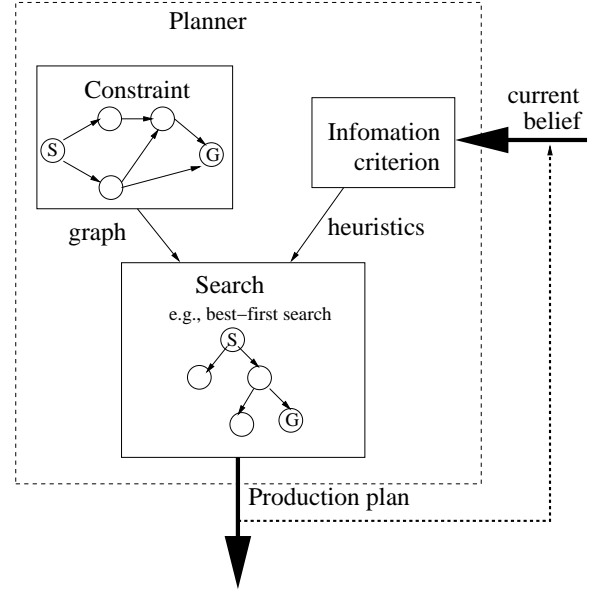 Planner
Constraint
S
G
Infomation
criterion
current
belief
graph
heuristics
Search
e.g., best−first search
S
G
Production plan